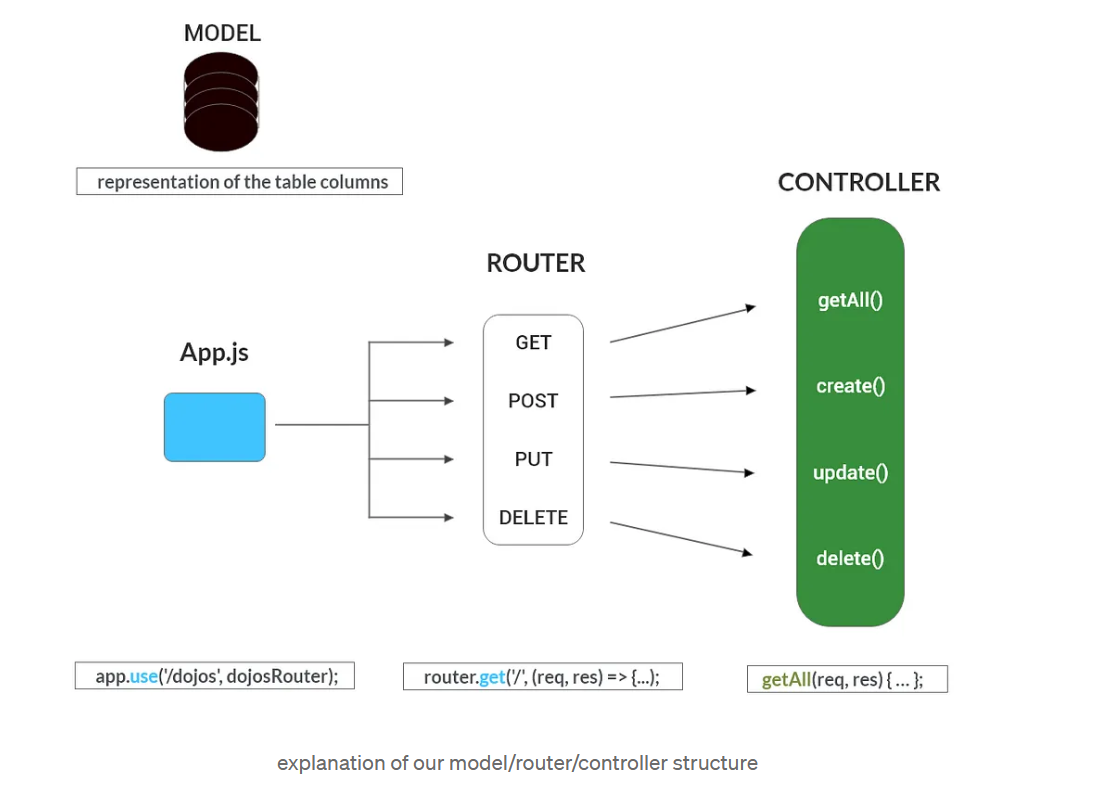 MODEL
representation of the table columns
CONTROLLER
ROUTER
App.js
GET
POST
PUT
DELETE
getAll()
create()
update()
delete()
app.use('/dojos', dojosRouter);
router.get('/', (req, res) => {...);
getAll(req, res) { ... };
explanation of our model/router/controller structure